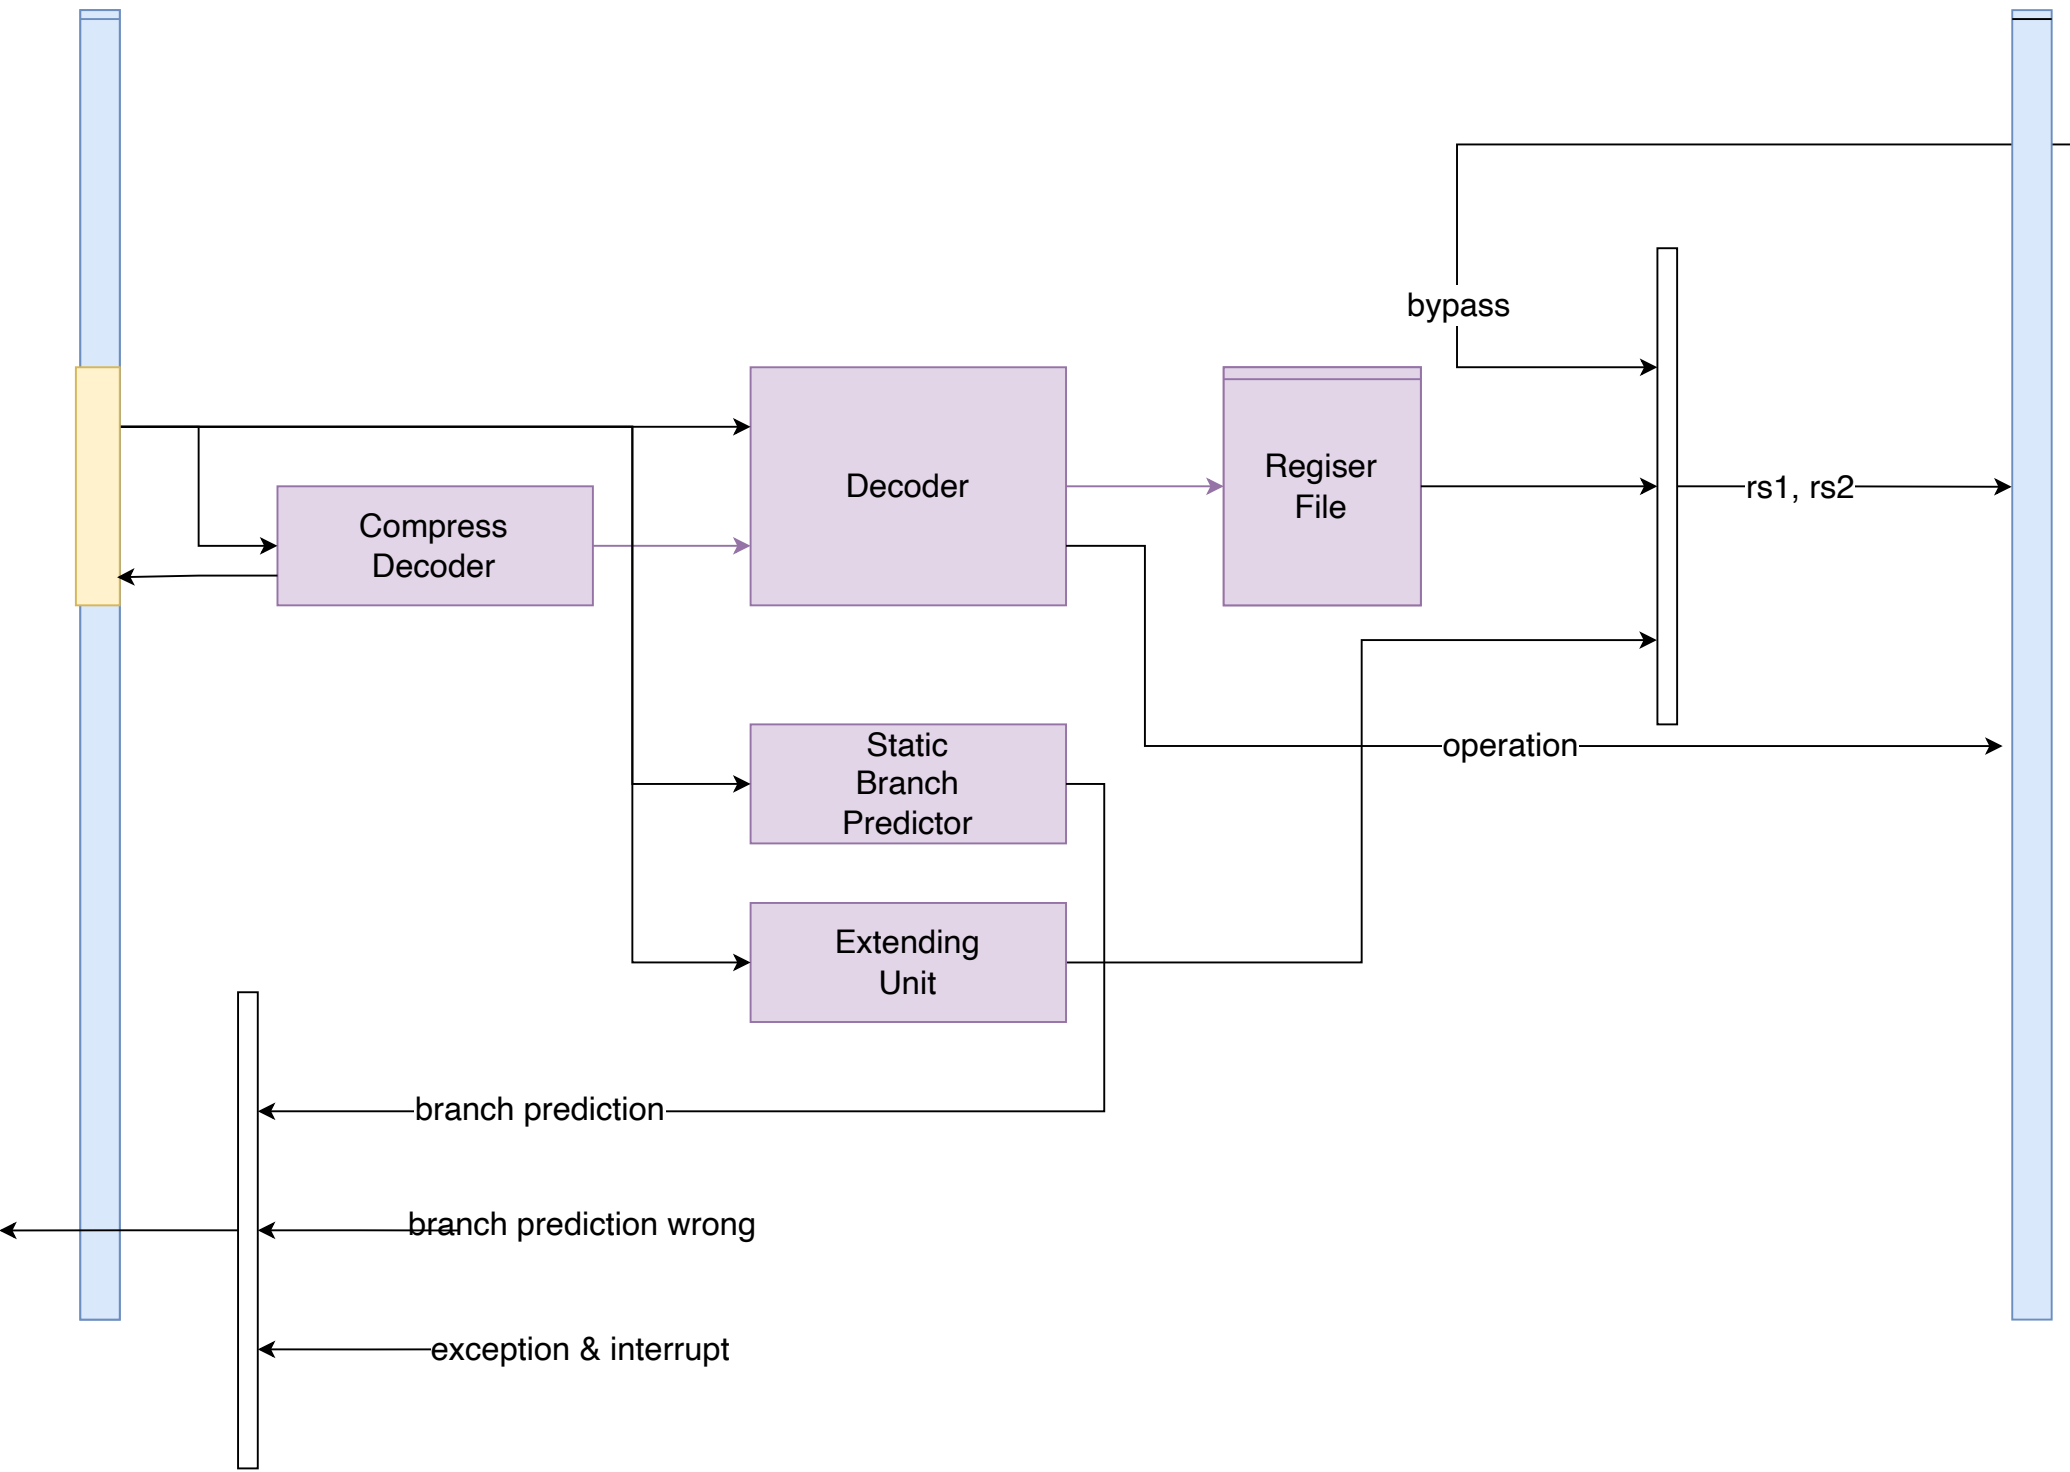 bypass
Decoder
Regiser
File
rs1, rs2
Compress
Decoder
operation
Static
Branch
Predictor
Extending
Unit
branch prediction
branch prediction wrong
exception & interrupt